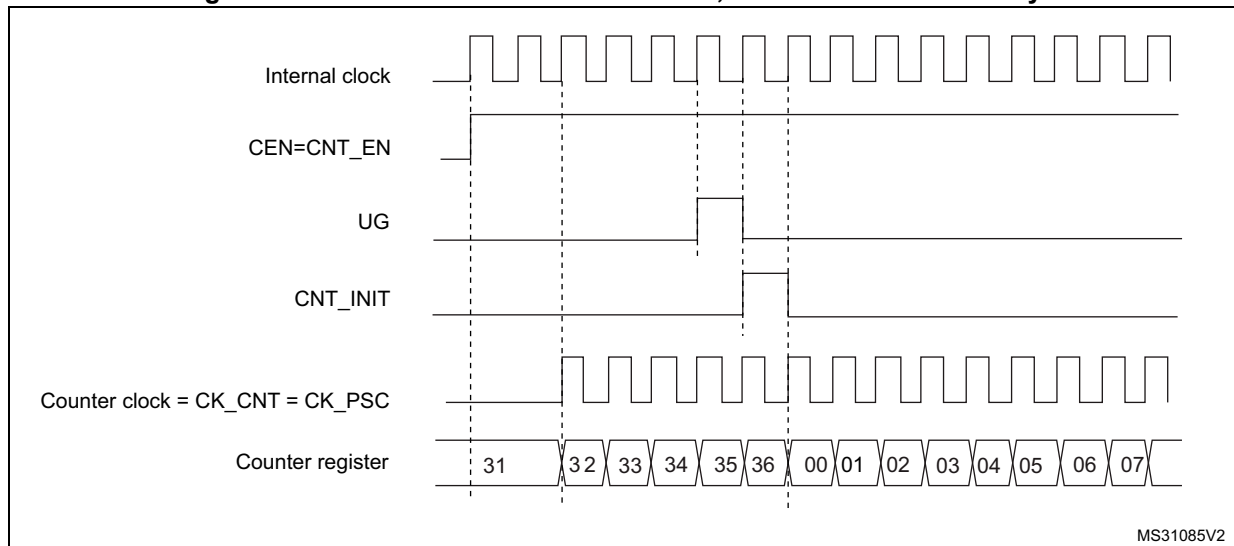 Internal clock
CEN=CNT_EN
UG
CNT_INIT
Counter clock = CK_CNT = CK_PSC
Counter register 31 32 33 34 35 36 00 01 02 03 04 05 06 07
MS31085V2